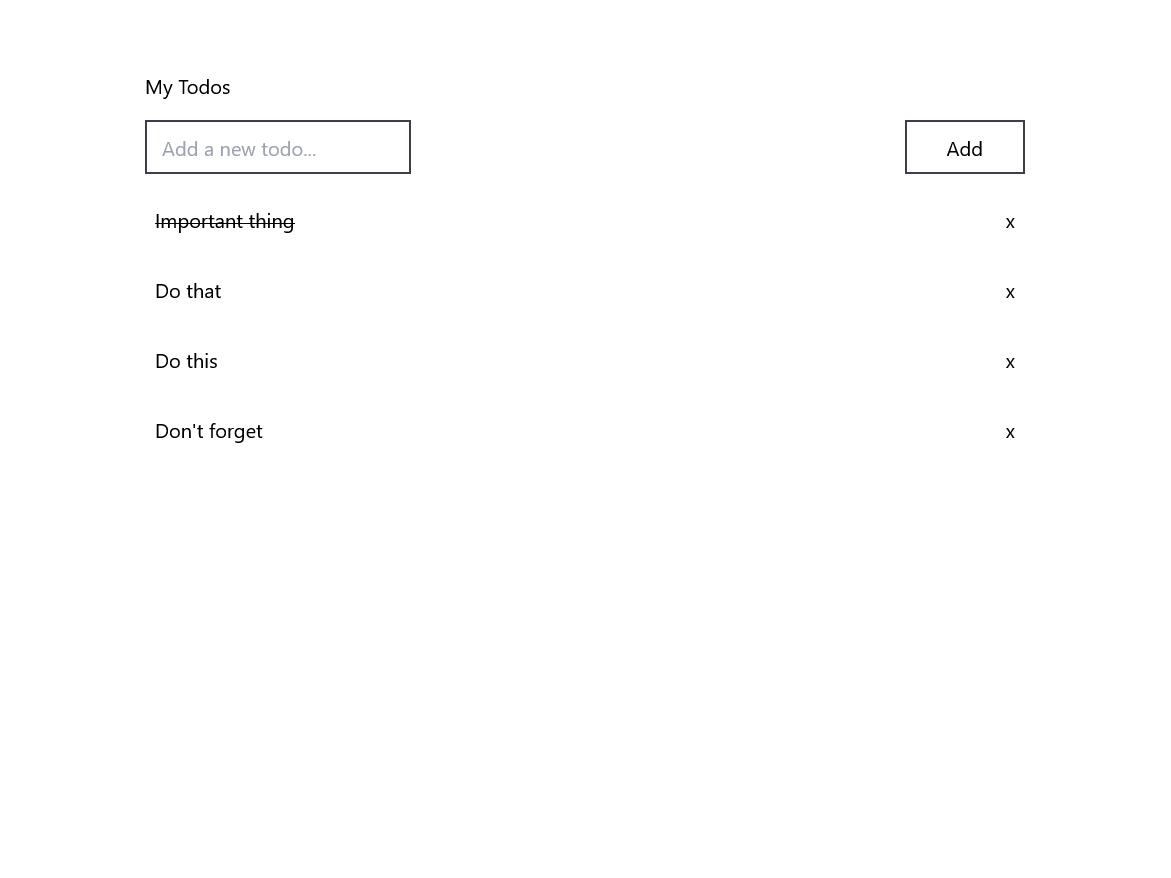 My Todos
Add a new todo... Add
Important thing x
Do that x
Do this x
Don't forget x